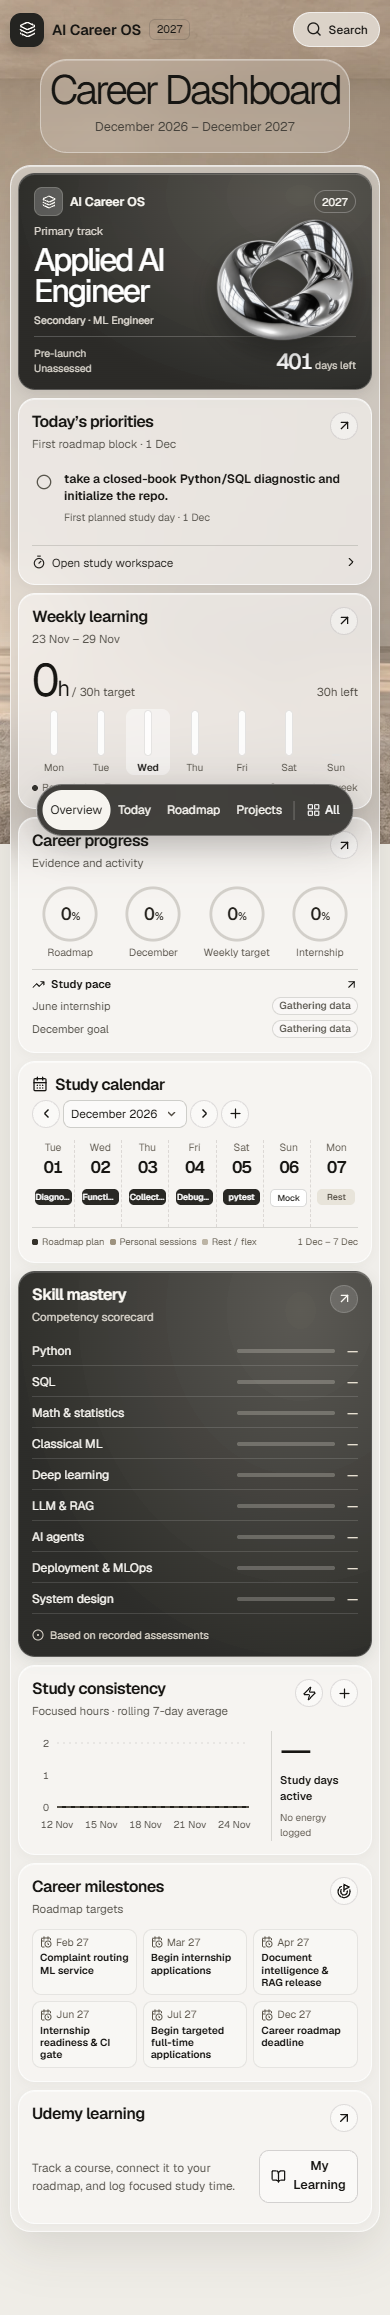 AI Career OS 2027 Search
Career Dashboard
December 2026 – December 2027
AI Career OS 2027
Primary track
Applied AI
Engineer
Secondary · ML Engineer
Pre-launch
Unassessed
401 days left
Today's priorities
First roadmap block · 1 Dec
take a closed-book Python/SQL diagnostic and
initialize the repo.
First planned study day · 1 Dec
Open study workspace
Weekly learning
23 Nov – 29 Nov
0h / 30h target 30h left
Mon Tue Wed Thu Fri Sat Sun
Overview Today Roadmap Projects All
Career progress
Evidence and activity
0% 0% 0% 0%
Roadmap December Weekly target Internship
Study pace
June internship Gathering data
December goal Gathering data
Study calendar
December 2026
Tue Wed Thu Fri Sat Sun Mon
01 02 03 04 05 06 07
Diagno... Functi... Collect... Debug... pytest Mock Rest
Roadmap plan Personal sessions Rest / flex 1 Dec – 7 Dec
Skill mastery
Competency scorecard
Python —
SQL —
Math & statistics —
Classical ML —
Deep learning —
LLM & RAG —
AI agents —
Deployment & MLOps —
System design —
Based on recorded assessments
Study consistency
Focused hours · rolling 7-day average
2
1
0
12 Nov 15 Nov 18 Nov 21 Nov 24 Nov
—
Study days
active
No energy
logged
Career milestones
Roadmap targets
Feb 27
Complaint routing
ML service
Mar 27
Begin internship
applications
Apr 27
Document
intelligence &
RAG release
Jun 27
Internship
readiness & CI
gate
Jul 27
Begin targeted
full-time
applications
Dec 27
Career roadmap
deadline
Udemy learning
Track a course, connect it to your
roadmap, and log focused study time.
My
Learning